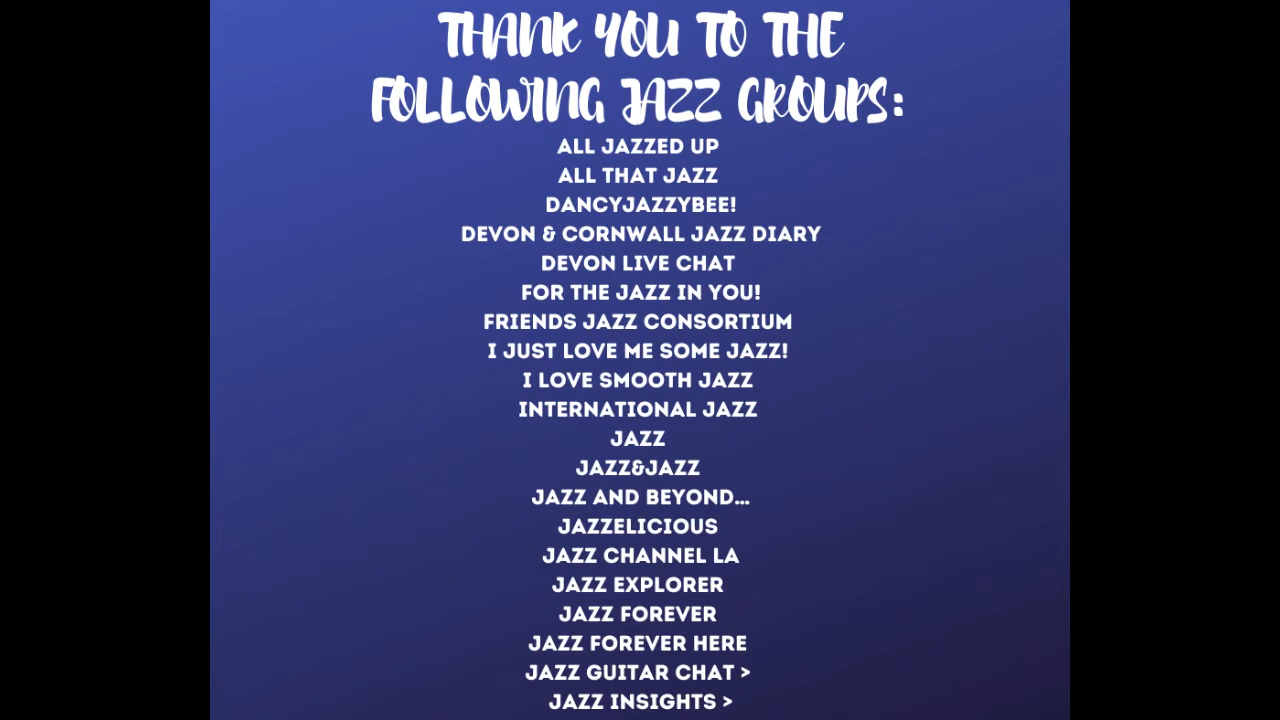 THANK YOU TO THE
FOLLOWING JAZZ GROUPS:
ALL JAZZED UP
ALL THAT JAZZ
DANCYJAZZYBEE!
DEVON & CORNWALL JAZZ DIARY
DEVON LIVE CHAT
FOR THE JAZZ IN YOU!
FRIENDS JAZZ CONSORTIUM
I JUST LOVE ME SOME JAZZ!
I LOVE SMOOTH JAZZ
INTERNATIONAL JAZZ
JAZZ
JAZZ&JAZZ
JAZZ AND BEYOND...
JAZZELICIOUS
JAZZ CHANNEL LA
JAZZ EXPLORER
JAZZ FOREVER
JAZZ FOREVER HERE
JAZZ GUITAR CHAT >
JAZZ INSIGHTS >